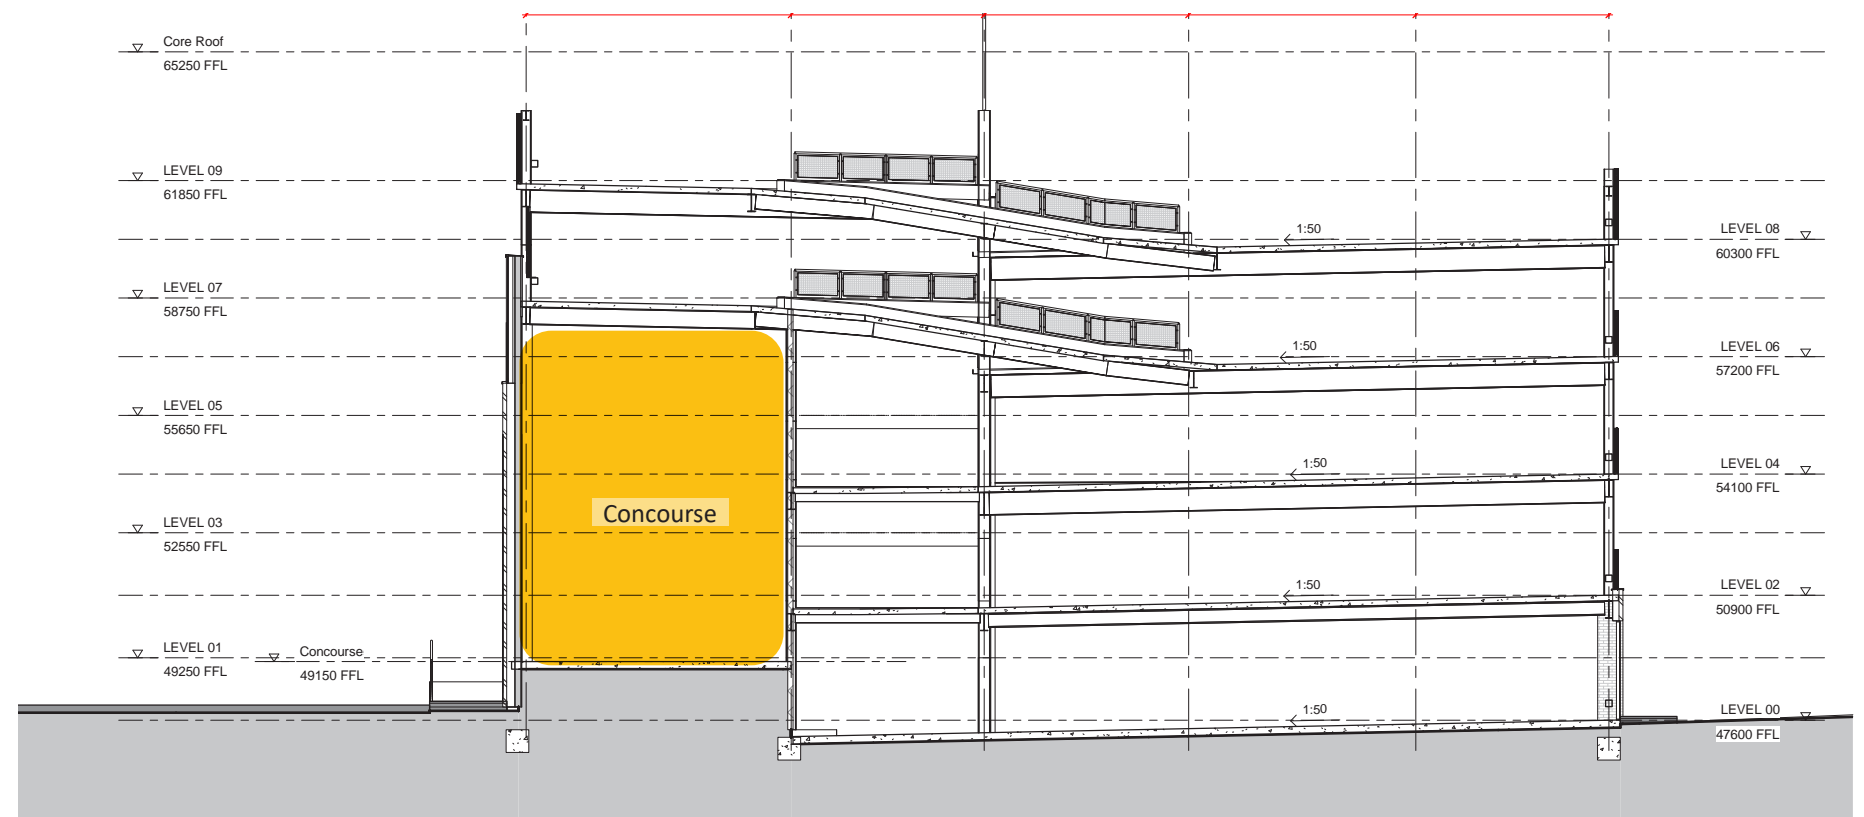 Core Roof
65250 FFL
LEVEL 09
61850 FFL
1:50
LEVEL 08
60300 FFL
LEVEL 07
58750 FFL
1:50
LEVEL 06
57200 FFL
LEVEL 05
55650 FFL
1:50
LEVEL 04
54100 FFL
Concourse
LEVEL 03
52550 FFL
1:50
LEVEL 02
50900 FFL
LEVEL 01
49250 FFL
Concourse
49150 FFL
1:50
LEVEL 00
47600 FFL